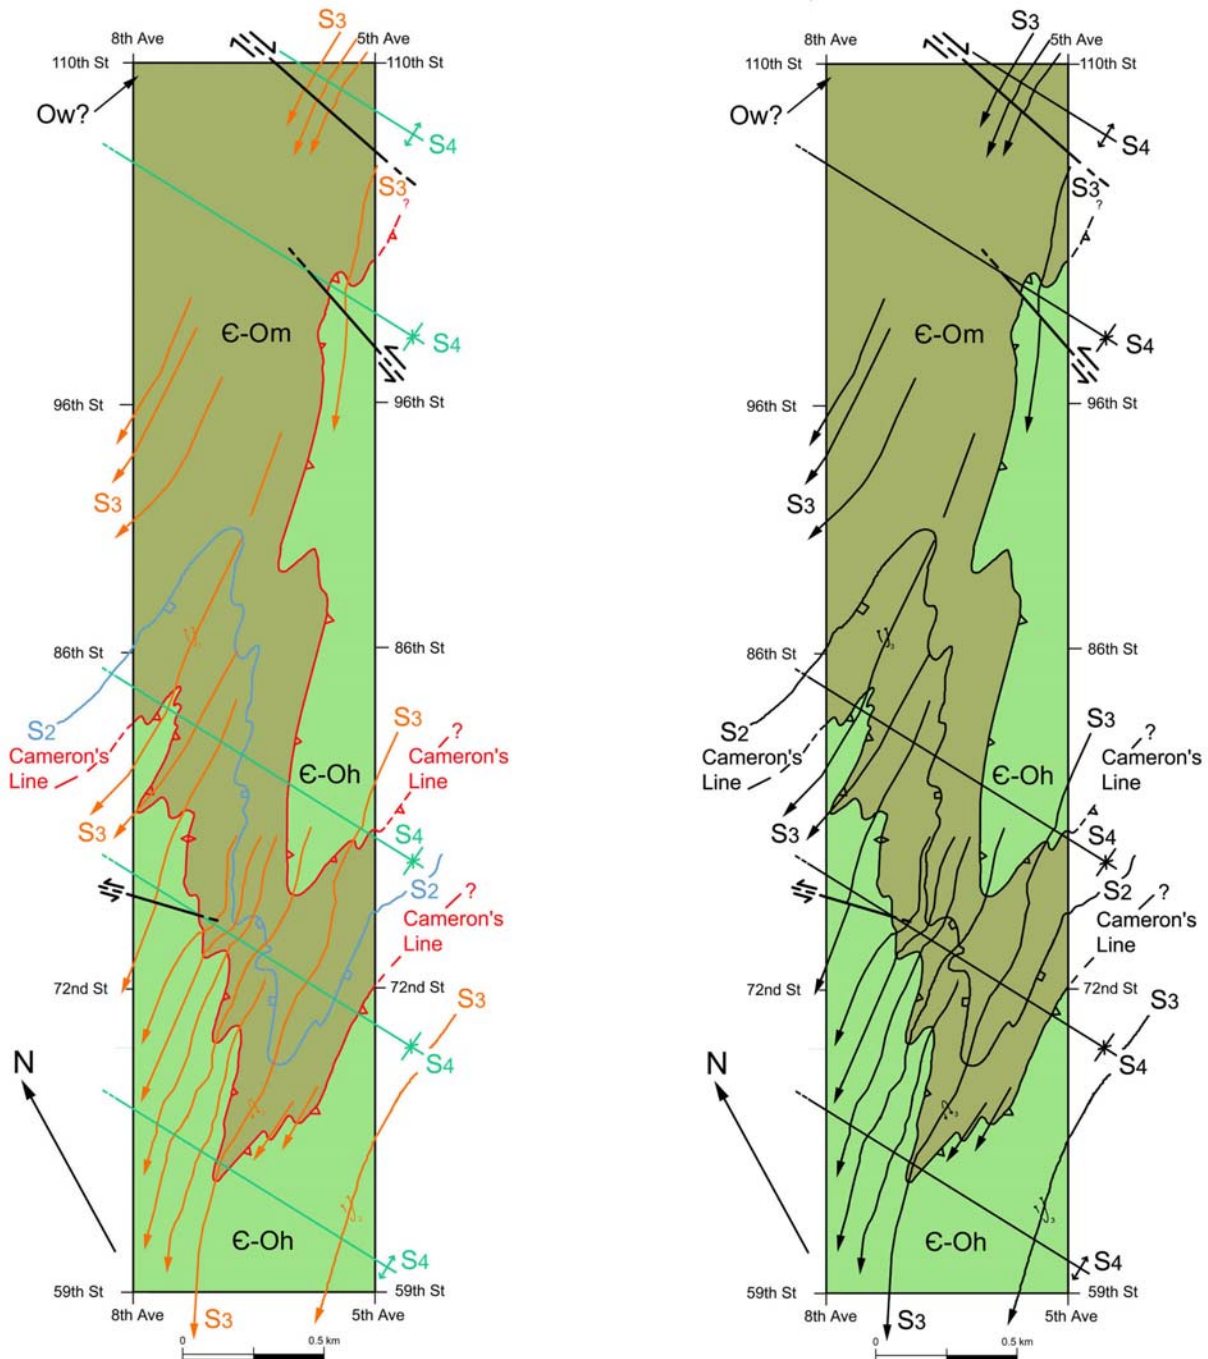 8th Ave
S3
5th Ave
110th St
110th St
Ow?
S4
S3
?
Є-Om
S4
96th St
96th St
S3
86th St
86th St
S2
Cameron's
Line
S3
?
Cameron's
Line
Є-Oh
S3
S4
S2
?
Cameron's
Line
72nd St
72nd St
S3
N
S4
Є-Oh
S4
59th St
59th St
8th Ave
5th Ave
S3
0
0.5 km
8th Ave
S3
5th Ave
110th St
110th St
Ow?
S4
S3
?
Є-Om
S4
96th St
96th St
S3
86th St
86th St
S2
Cameron's
Line
S3
?
Cameron's
Line
Є-Oh
S3
S4
S2
?
Cameron's
Line
72nd St
72nd St
S3
N
S4
Є-Oh
S4
59th St
59th St
8th Ave
5th Ave
S3
0
0.5 km